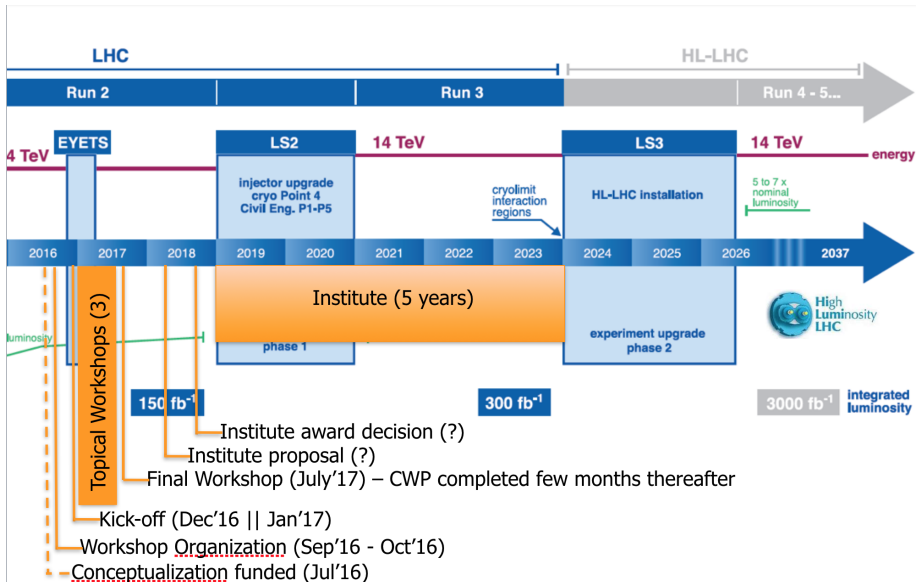 LHC
HL-LHC
Run 2
Run 3
Run 4 - 5...
EYETS
LS2
14 TeV
LS3
14 TeV
4 TeV
energy
injector upgrade
cryo Point 4
Civil Eng. P1-P5
cryolimit
interaction
regions
HL-LHC installation
5 to 7 x
nominal
luminosity
2016
2017
2018
2019
2020
2021
2022
2023
2024
2025
2026
2037
Topical Workshops (3)
Institute (5 years)
High
Luminosity
LHC
luminosity
phase 1
experiment upgrade
phase 2
150 fb⁻¹
300 fb⁻¹
3000 fb⁻¹
integrated
luminosity
Institute award decision (?)
Institute proposal (?)
Final Workshop (July'17) – CWP completed few months thereafter
Kick-off (Dec'16 || Jan'17)
Workshop Organization (Sep'16 - Oct'16)
Conceptualization funded (Jul'16)